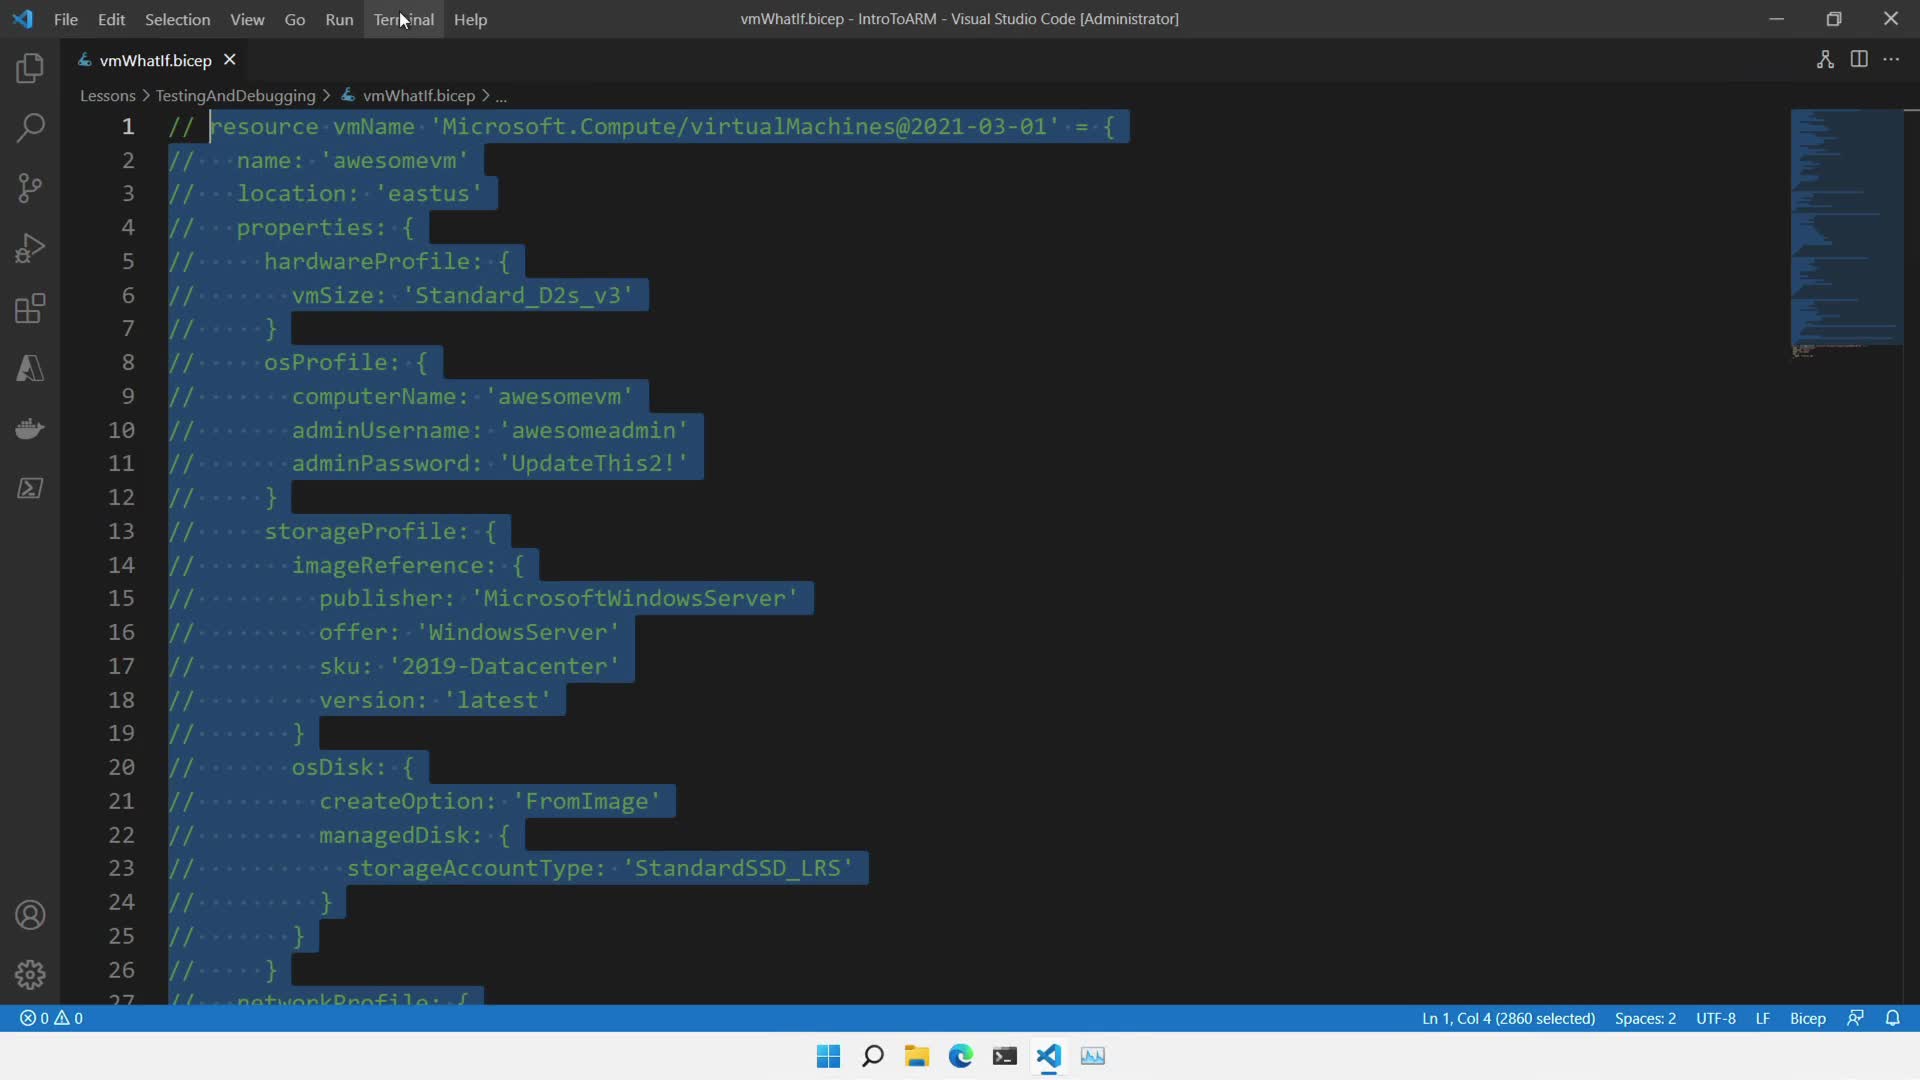 File Edit Selection View Go Run Terminal Help
vmWhatIf.bicep - IntroToARM - Visual Studio Code [Administrator]
vmWhatIf.bicep
Lessons > TestingAndDebugging > vmWhatIf.bicep > ...
1 // resource vmName 'Microsoft.Compute/virtualMachines@2021-03-01' = {
2 //   name: 'awesomevm'
3 //   location: 'eastus'
4 //   properties: {
5 //     hardwareProfile: {
6 //       vmSize: 'Standard_D2s_v3'
7 //     }
8 //     osProfile: {
9 //       computerName: 'awesomevm'
10 //       adminUsername: 'awesomeadmin'
11 //       adminPassword: 'UpdateThis2!'
12 //     }
13 //     storageProfile: {
14 //       imageReference: {
15 //         publisher: 'MicrosoftWindowsServer'
16 //         offer: 'WindowsServer'
17 //         sku: '2019-Datacenter'
18 //         version: 'latest'
19 //       }
20 //       osDisk: {
21 //         createOption: 'FromImage'
22 //         managedDisk: {
23 //           storageAccountType: 'StandardSSD_LRS'
24 //         }
25 //       }
26 //     }
27 //   networkProfile: {
0 0
Ln 1, Col 4 (2860 selected) Spaces: 2 UTF-8 LF Bicep